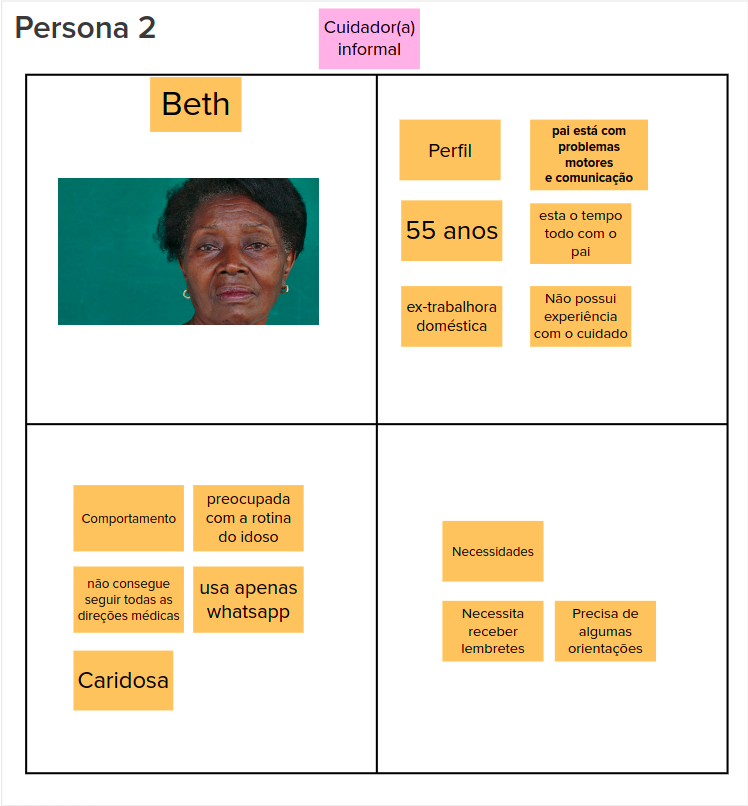 Persona 2
Cuidador(a)
informal
Beth
Perfil
pai está com
problemas
motores
e comunicação
55 anos
esta o tempo
todo com o
pai
ex-trabalhora
doméstica
Não possui
experiência
com o cuidado
Comportamento
preocupada
com a rotina
do idoso
não consegue
seguir todas as
direções médicas
usa apenas
whatsapp
Caridosa
Necessidades
Necessita
receber
lembretes
Precisa de
algumas
orientações